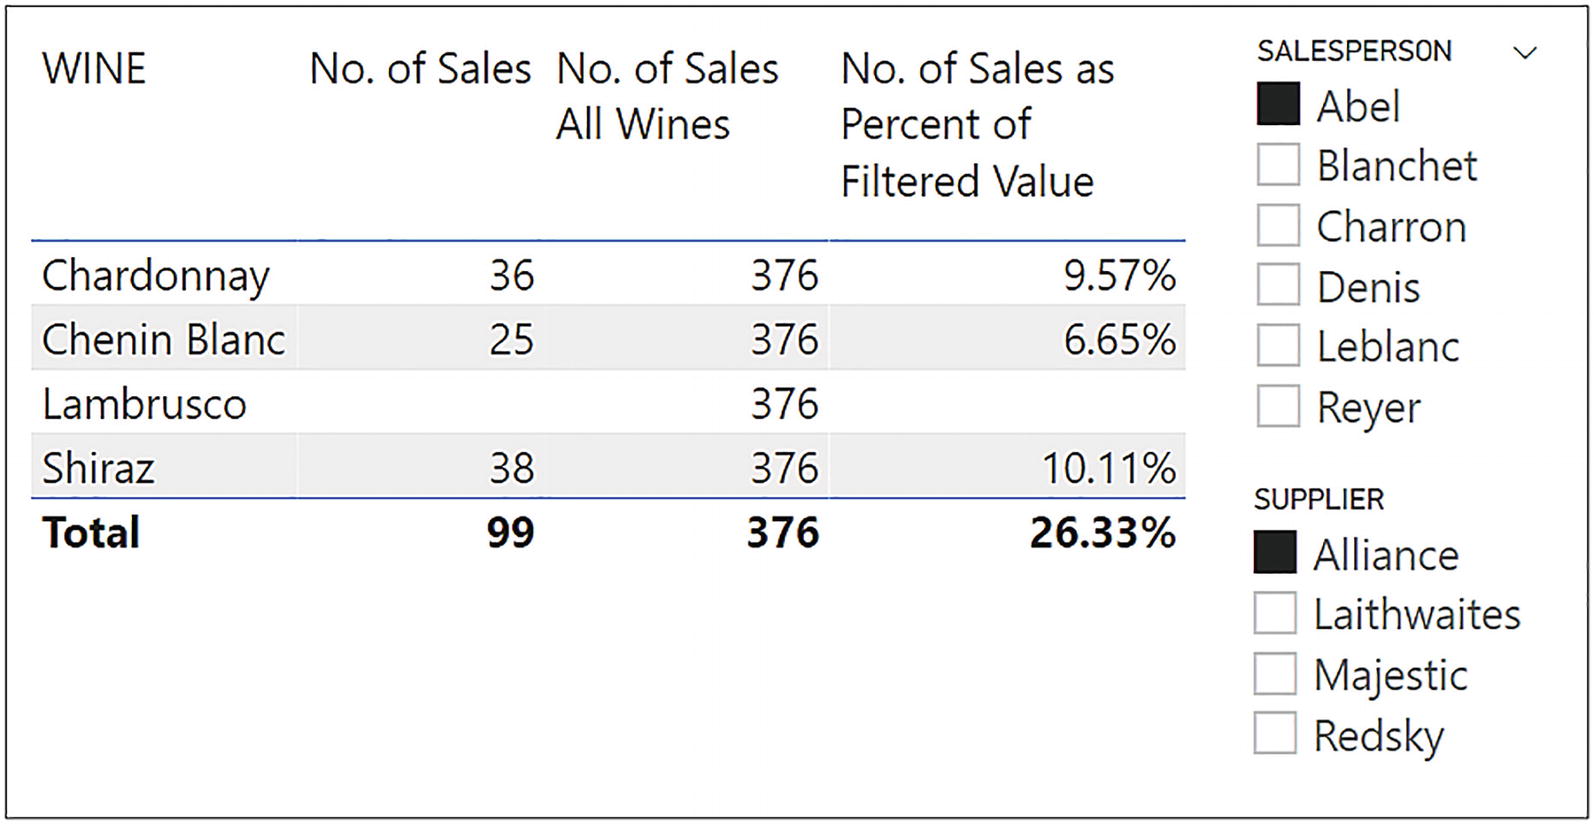 WINE No. of Sales No. of Sales No. of Sales as
All Wines Percent of
Filtered Value
Chardonnay 36 376 9.57%
Chenin Blanc 25 376 6.65%
Lambrusco 376
Shiraz 38 376 10.11%
Total 99 376 26.33%
SALESPERSON
Abel
Blanchet
Charron
Denis
Leblanc
Reyer
SUPPLIER
Alliance
Laithwaites
Majestic
Redsky